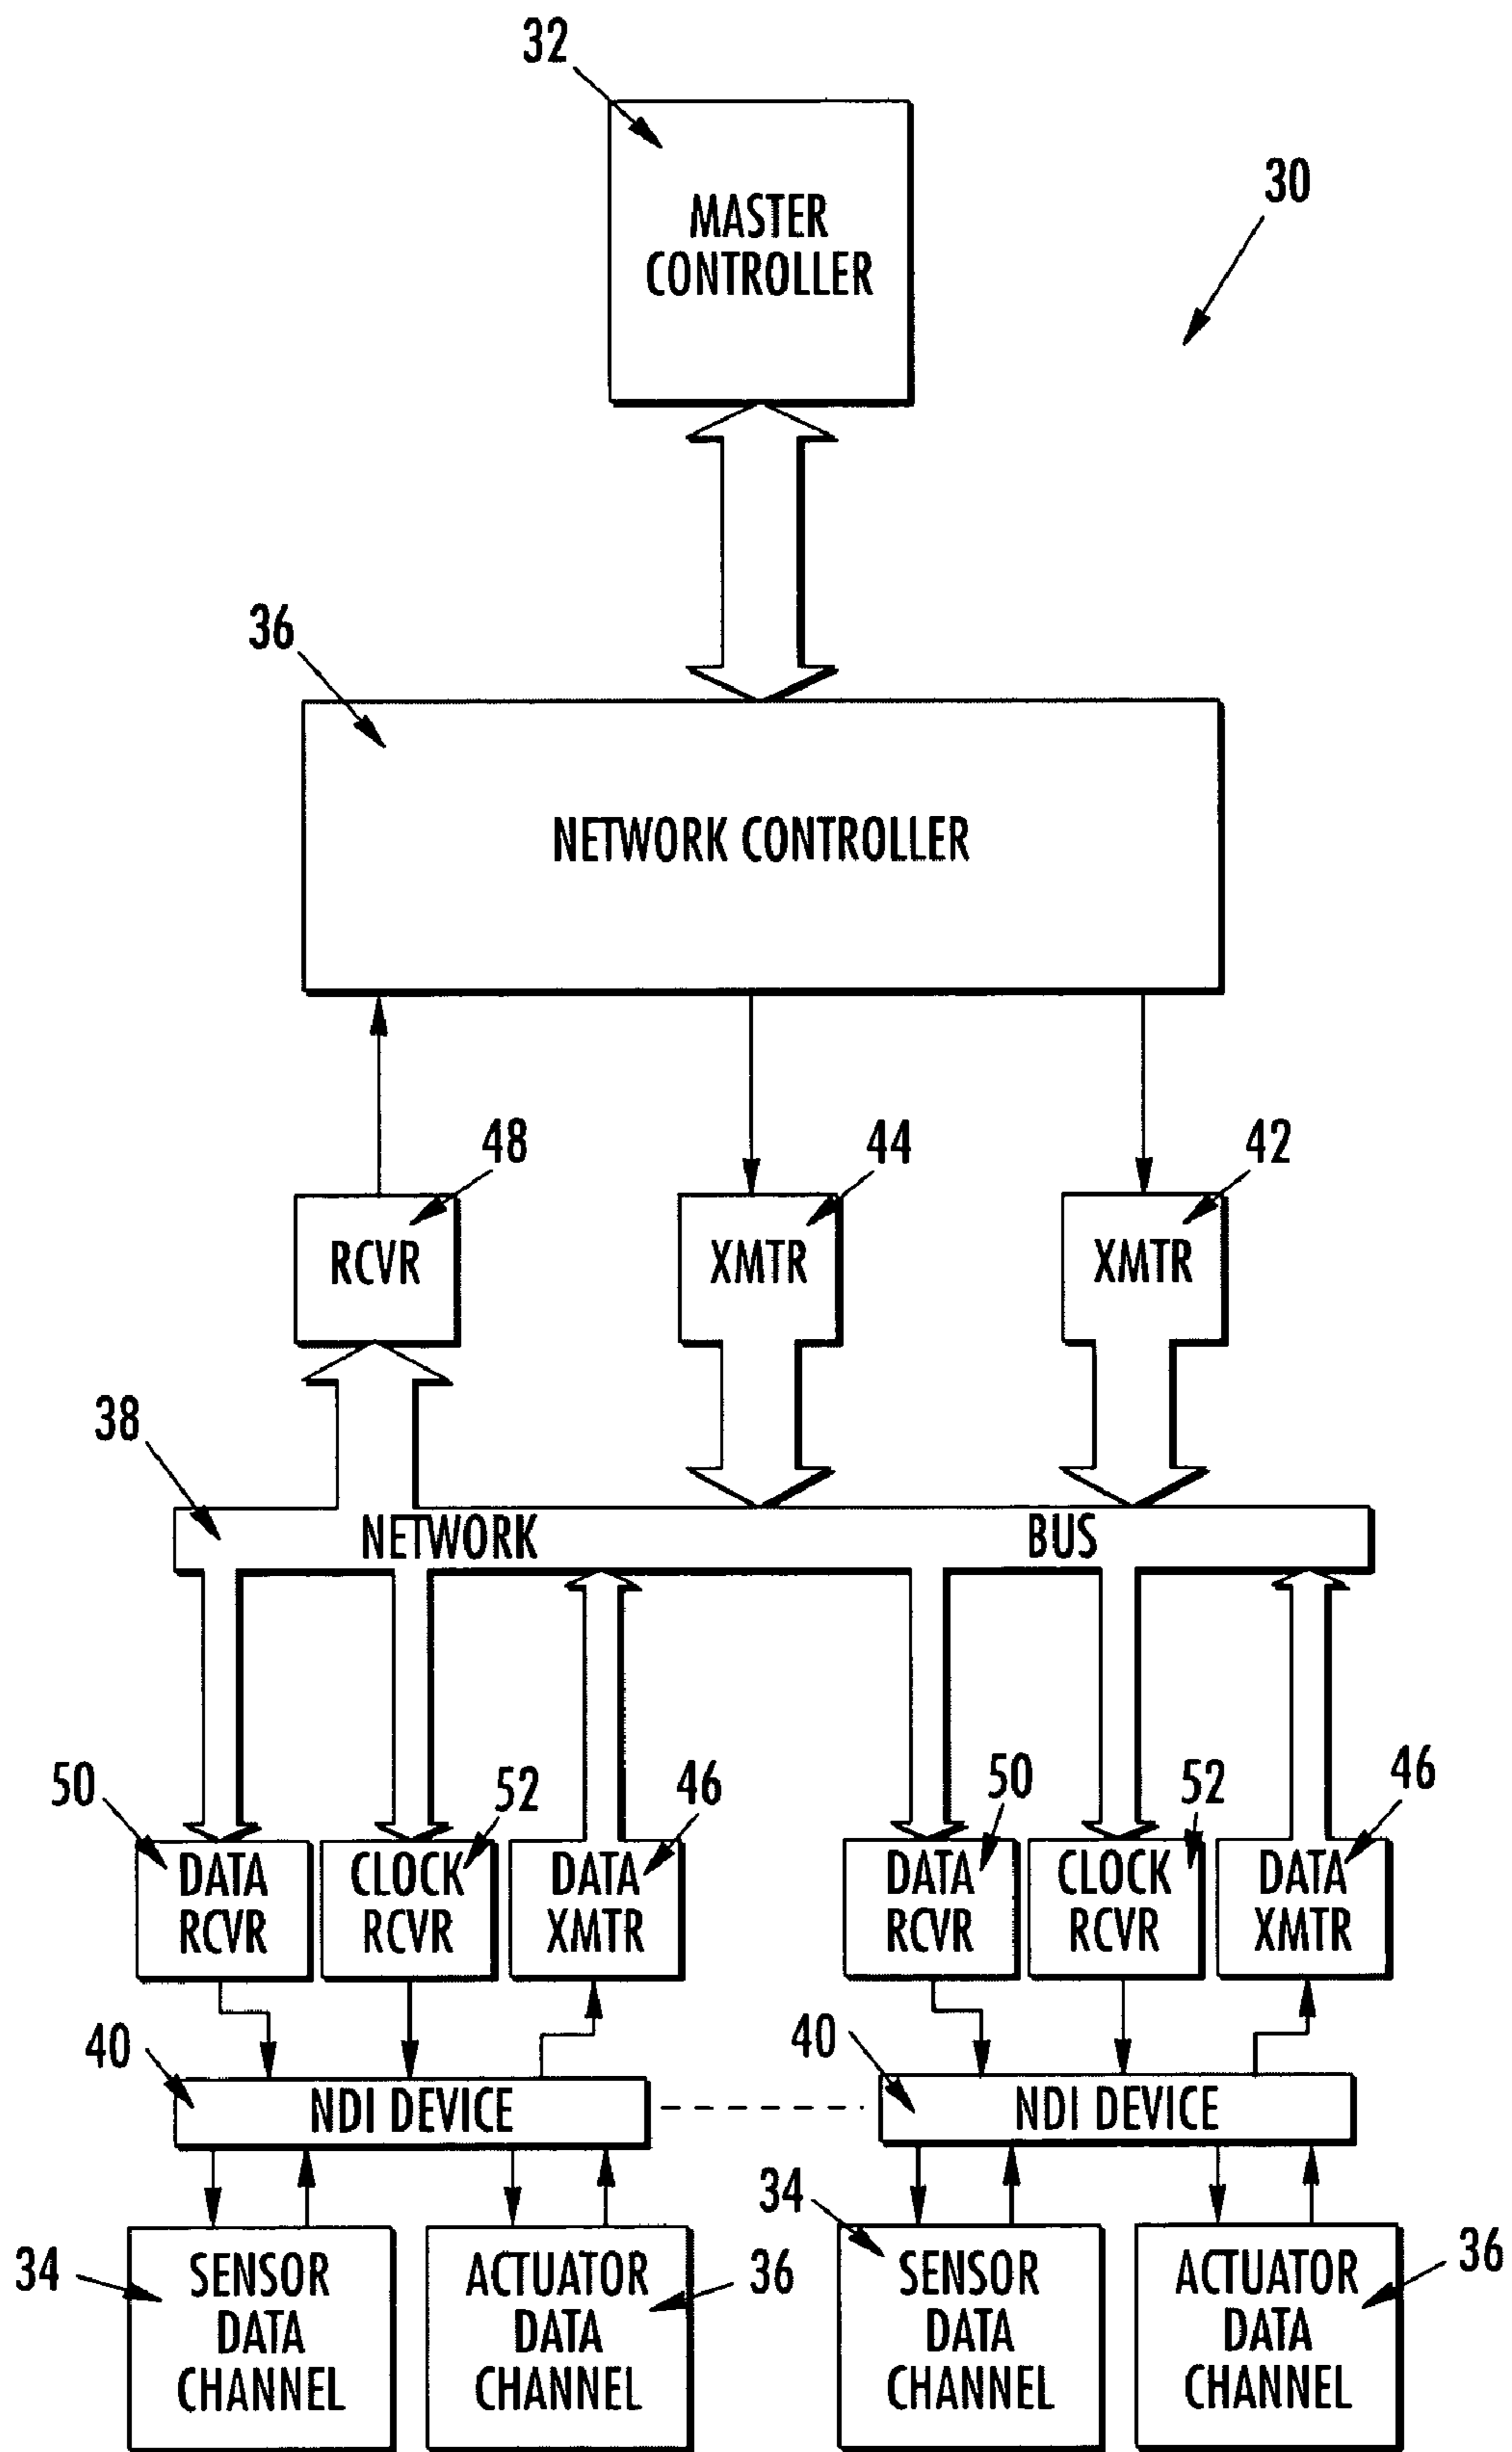 32
30
MASTER
CONTROLLER
36
NETWORK CONTROLLER
48
44
42
RCVR
XMTR
XMTR
38
NETWORK BUS
50
52
46
50
52
46
DATA
RCVR
CLOCK
RCVR
DATA
XMTR
DATA
RCVR
CLOCK
RCVR
DATA
XMTR
40
NDI DEVICE
40
NDI DEVICE
34
SENSOR
DATA
CHANNEL
ACTUATOR
DATA
CHANNEL
36
34
SENSOR
DATA
CHANNEL
ACTUATOR
DATA
CHANNEL
36